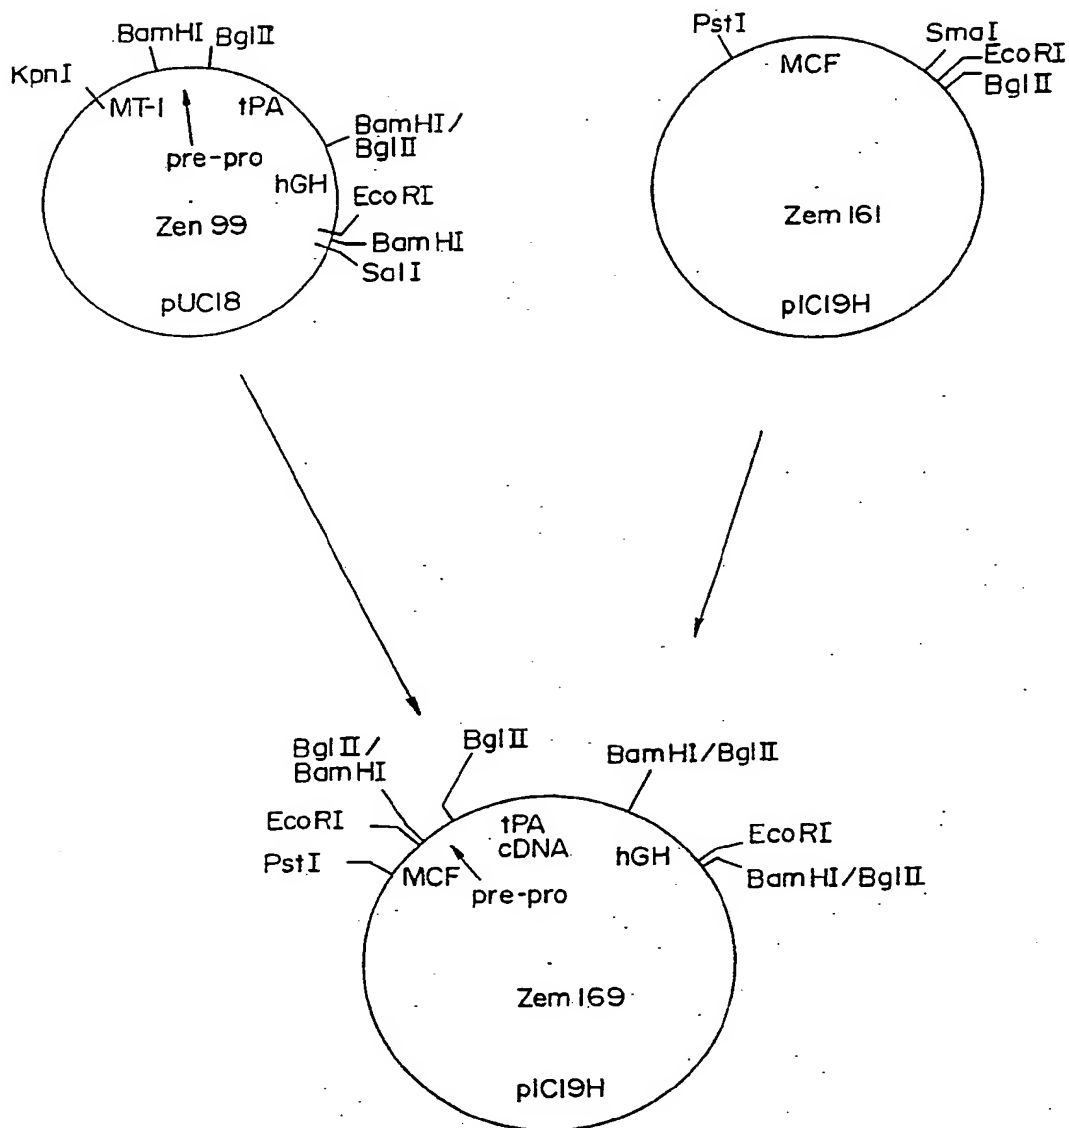 BamHI
BglII
KpnI
MT-I
tPA
pre-pro
BamHI/
BglII
hGH
EcoRI
Zen 99
BamHI
SalI
pUC18
PstI
MCF
SmaI
EcoRI
BglII
Zem 161
pIC19H
BglII/
BamHI
BglII
BamHI/BglII
EcoRI
tPA
cDNA
hGH
EcoRI
PstI
MCF
pre-pro
BamHI/BglII
Zem 169
pIC19H